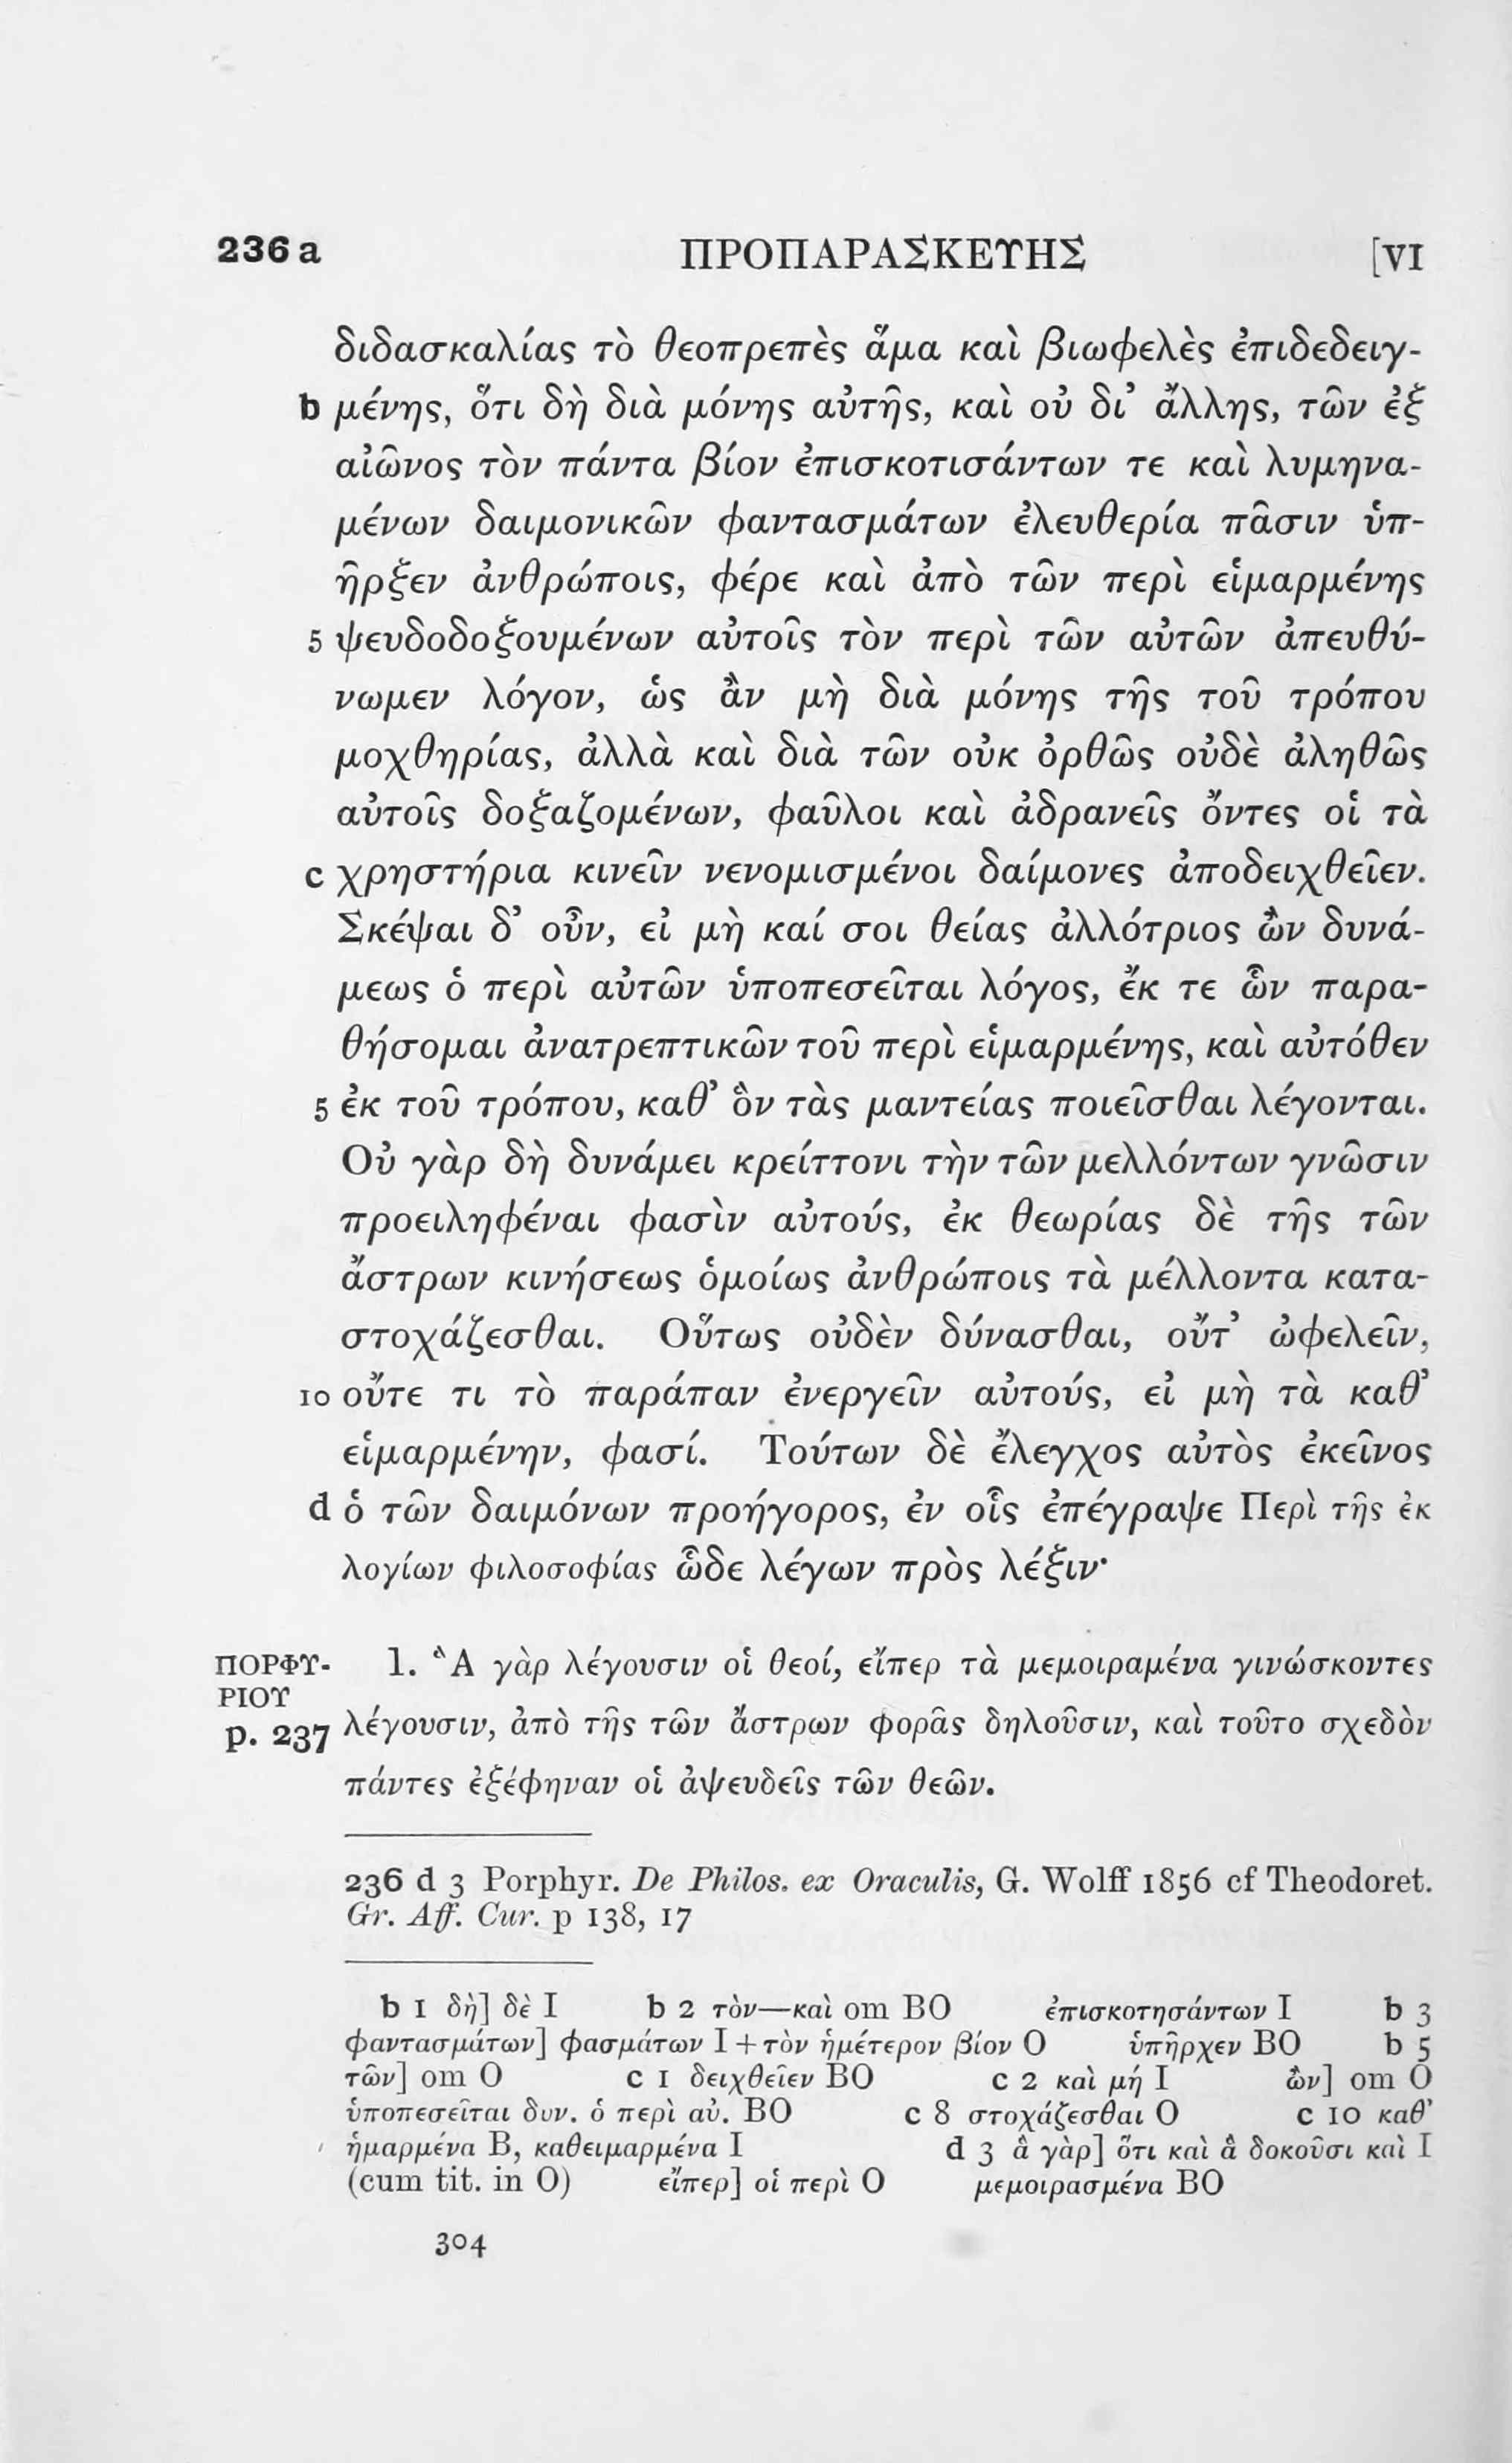 236 a ΠΡΟΠΑΡΑΣΚΕΥΗΣ [VI
διδασκαλίας τὸ θεοπρεπὲς ἅμα καὶ βιωφελὲς ἐπιδεδειγ-
b μένης, ὅτι δὴ διὰ μόνης αὐτῆς, καὶ οὐ δι’ ἄλλης, τῶν ἐξ
αἰῶνος τὸν πάντα βίον ἐπισκοτισάντων τε καὶ λυμηνα-
μένων δαιμονικῶν φαντασμάτων ἐλευθερία πᾶσιν ὑπ-
ῆρξεν ἀνθρώποις, φέρε καὶ ἀπὸ τῶν περὶ εἱμαρμένης
5 ψευδοδοξουμένων αὐτοῖς τὸν περὶ τῶν αὐτῶν ἀπευθύ-
νωμεν λόγον, ὡς ἂν μὴ διὰ μόνης τῆς τοῦ τρόπου
μοχθηρίας, ἀλλὰ καὶ διὰ τῶν οὐκ ὀρθῶς οὐδὲ ἀληθῶς
αὐτοῖς δοξαζομένων, φαῦλοι καὶ ἀδρανεῖς ὄντες οἱ τὰ
c χρηστήρια κινεῖν νενομισμένοι δαίμονες ἀποδειχθεῖεν.
Σκέψαι δ’ οὖν, εἰ μὴ καί σοι θείας ἀλλότριος ὢν δυνά-
μεως ὁ περὶ αὐτῶν ὑποπεσεῖται λόγος, ἔκ τε ὧν παρα-
θήσομαι ἀνατρεπτικῶν τοῦ περὶ εἱμαρμένης, καὶ αὐτόθεν
5 ἐκ τοῦ τρόπου, καθ’ ὃν τὰς μαντείας ποιεῖσθαι λέγονται.
Οὐ γὰρ δὴ δυνάμει κρείττονι τὴν τῶν μελλόντων γνῶσιν
προειληφέναι φασὶν αὐτούς, ἐκ θεωρίας δὲ τῆς τῶν
ἄστρων κινήσεως ὁμοίως ἀνθρώποις τὰ μέλλοντα κατα-
στοχάζεσθαι. Οὕτως οὐδὲν δύνασθαι, οὔτ’ ὠφελεῖν,
10 οὔτε τι τὸ παράπαν ἐνεργεῖν αὐτούς, εἰ μὴ τὰ καθ’
εἱμαρμένην, φασί. Τούτων δὲ ἔλεγχος αὐτὸς ἐκεῖνος
d ὁ τῶν δαιμόνων προήγορος, ἐν οἷς ἐπέγραψε Περὶ τῆς ἐκ
λογίων φιλοσοφίας ὧδε λέγων πρὸς λέξιν·
ΠΟΡΦΥ- 1. Ἃ γὰρ λέγουσιν οἱ θεοί, εἴπερ τὰ μεμοιραμένα γινώσκοντες
ΡΙΟΥ
p. 237 λέγουσιν, ἀπὸ τῆς τῶν ἄστρων φορᾶς δηλοῦσιν, καὶ τοῦτο σχεδὸν
πάντες ἐξέφηναν οἱ ἀψευδεῖς τῶν θεῶν.
236 d 3 Porphyr. De Philos. ex Oraculis, G. Wolff 1856 cf Theodoret.
Gr. Aff. Cur. p 138, 17
b 1 δὴ] δὲ I b 2 τὸν—καὶ om BO ἐπισκοτησάντων I b 3
φαντασμάτων] φασμάτων I + τὸν ἡμέτερον βίον O ὑπῆρχεν BO b 5
τῶν] om O c 1 δειχθεῖεν BO c 2 καὶ μή I ὢν] om O
ὑποπεσεῖται δυν. ὁ περὶ αὐ. BO c 8 στοχάζεσθαι O c 10 καθ’
ἡμαρμένα B, καθειμαρμένα I d 3 ἃ γὰρ] ὅτι καὶ ἃ δοκοῦσι καὶ I
(cum tit. in O) εἴπερ] οἱ περὶ O μεμοιρασμένα BO
304